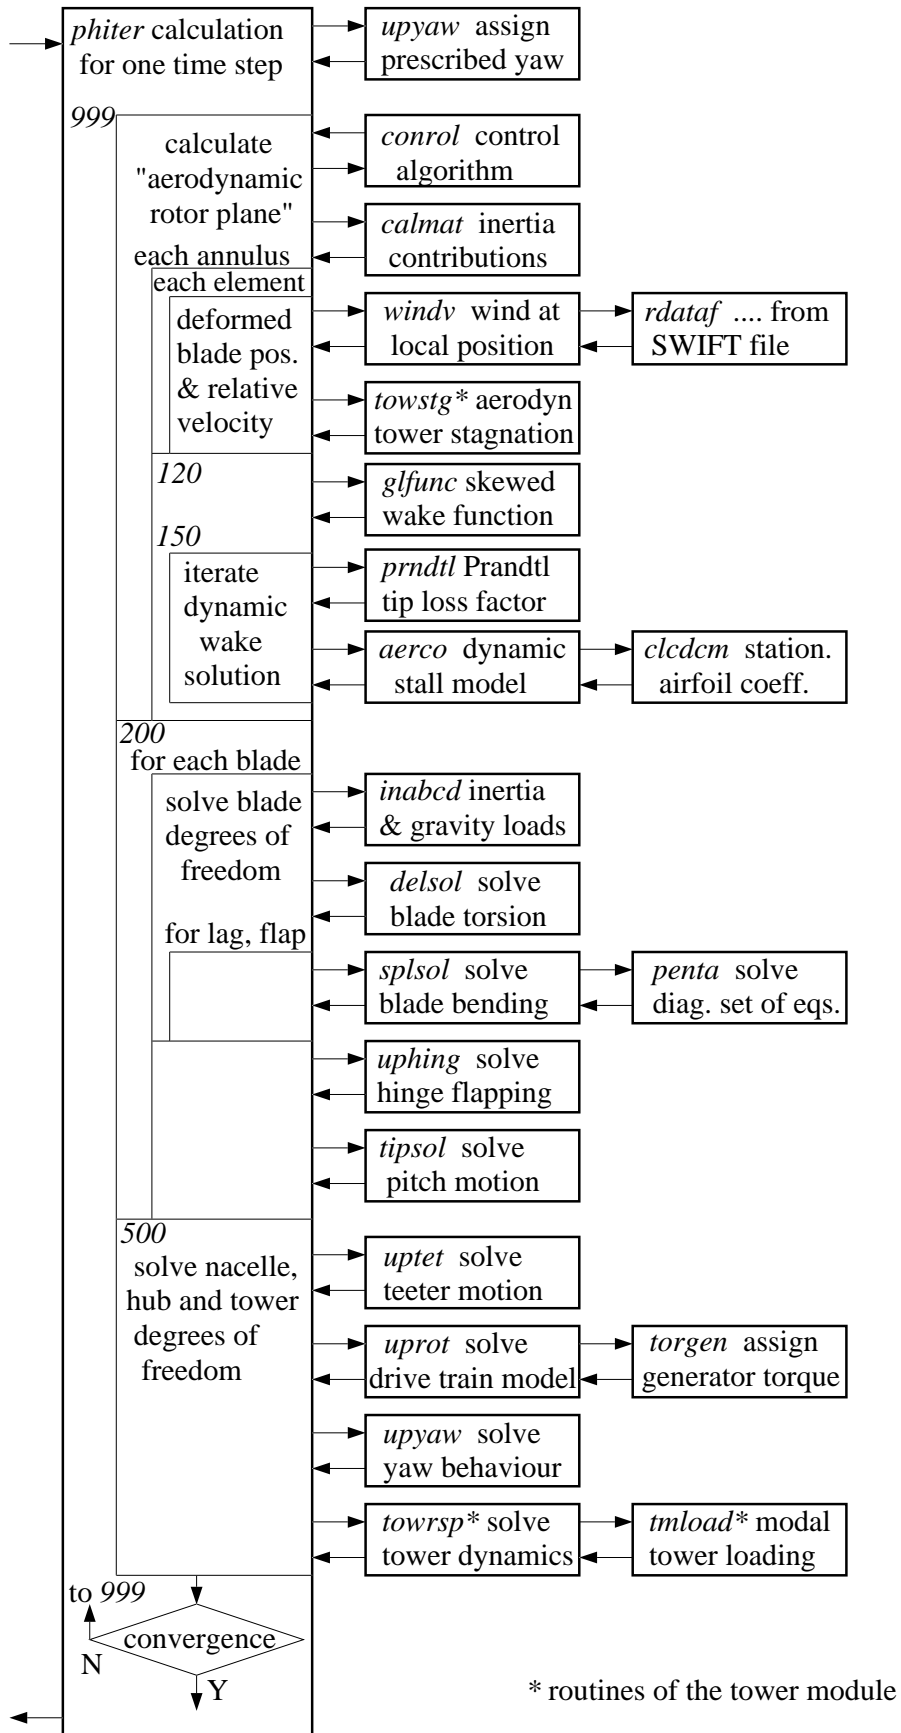 phiter calculation
for one time step
upyaw assign
prescribed yaw
999
calculate
"aerodynamic
rotor plane"
conrol control
algorithm
calmat inertia
contributions
each annulus
each element
deformed
blade pos.
& relative
velocity
windv wind at
local position
rdataf .... from
SWIFT file
towstg* aerodyn
tower stagnation
120
glfunc skewed
wake function
150
iterate
dynamic
wake
solution
prndtl Prandtl
tip loss factor
aerco dynamic
stall model
clcdcm station.
airfoil coeff.
200
for each blade
solve blade
degrees of
freedom
inabcd inertia
& gravity loads
delsol solve
blade torsion
for lag, flap
splsol solve
blade bending
penta solve
diag. set of eqs.
uphing solve
hinge flapping
tipsol solve
pitch motion
500
solve nacelle,
hub and tower
degrees of
freedom
uptet solve
teeter motion
uprot solve
drive train model
torgen assign
generator torque
upyaw solve
yaw behaviour
towrsp* solve
tower dynamics
tmload* modal
tower loading
to 999
convergence
N
Y
* routines of the tower module